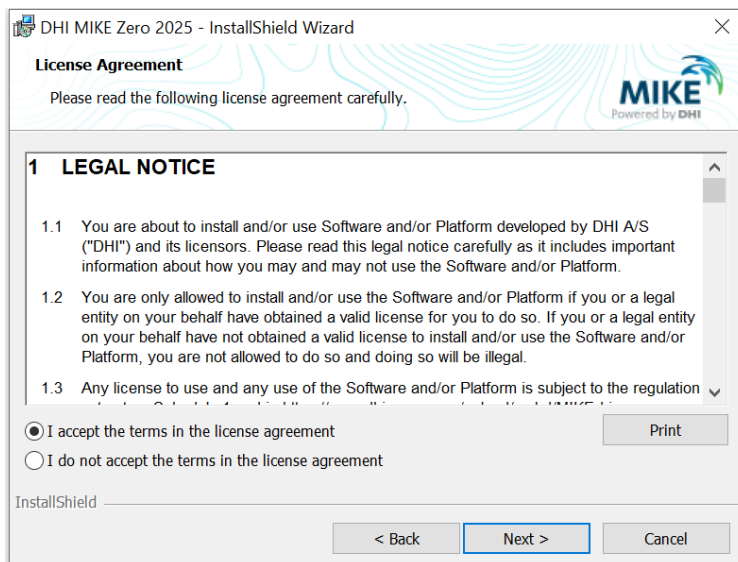 DHI MIKE Zero 2025 - InstallShield Wizard
License Agreement
Please read the following license agreement carefully.
MIKE
Powered by DHI
1 LEGAL NOTICE
1.1 You are about to install and/or use Software and/or Platform developed by DHI A/S
("DHI") and its licensors. Please read this legal notice carefully as it includes important
information about how you may and may not use the Software and/or Platform.
1.2 You are only allowed to install and/or use the Software and/or Platform if you or a legal
entity on your behalf have obtained a valid license for you to do so. If you or a legal entity
on your behalf have not obtained a valid license to install and/or use the Software and/or
Platform, you are not allowed to do so and doing so will be illegal.
1.3 Any license to use and any use of the Software and/or Platform is subject to the regulation
I accept the terms in the license agreement
Print
I do not accept the terms in the license agreement
InstallShield
< Back
Next >
Cancel